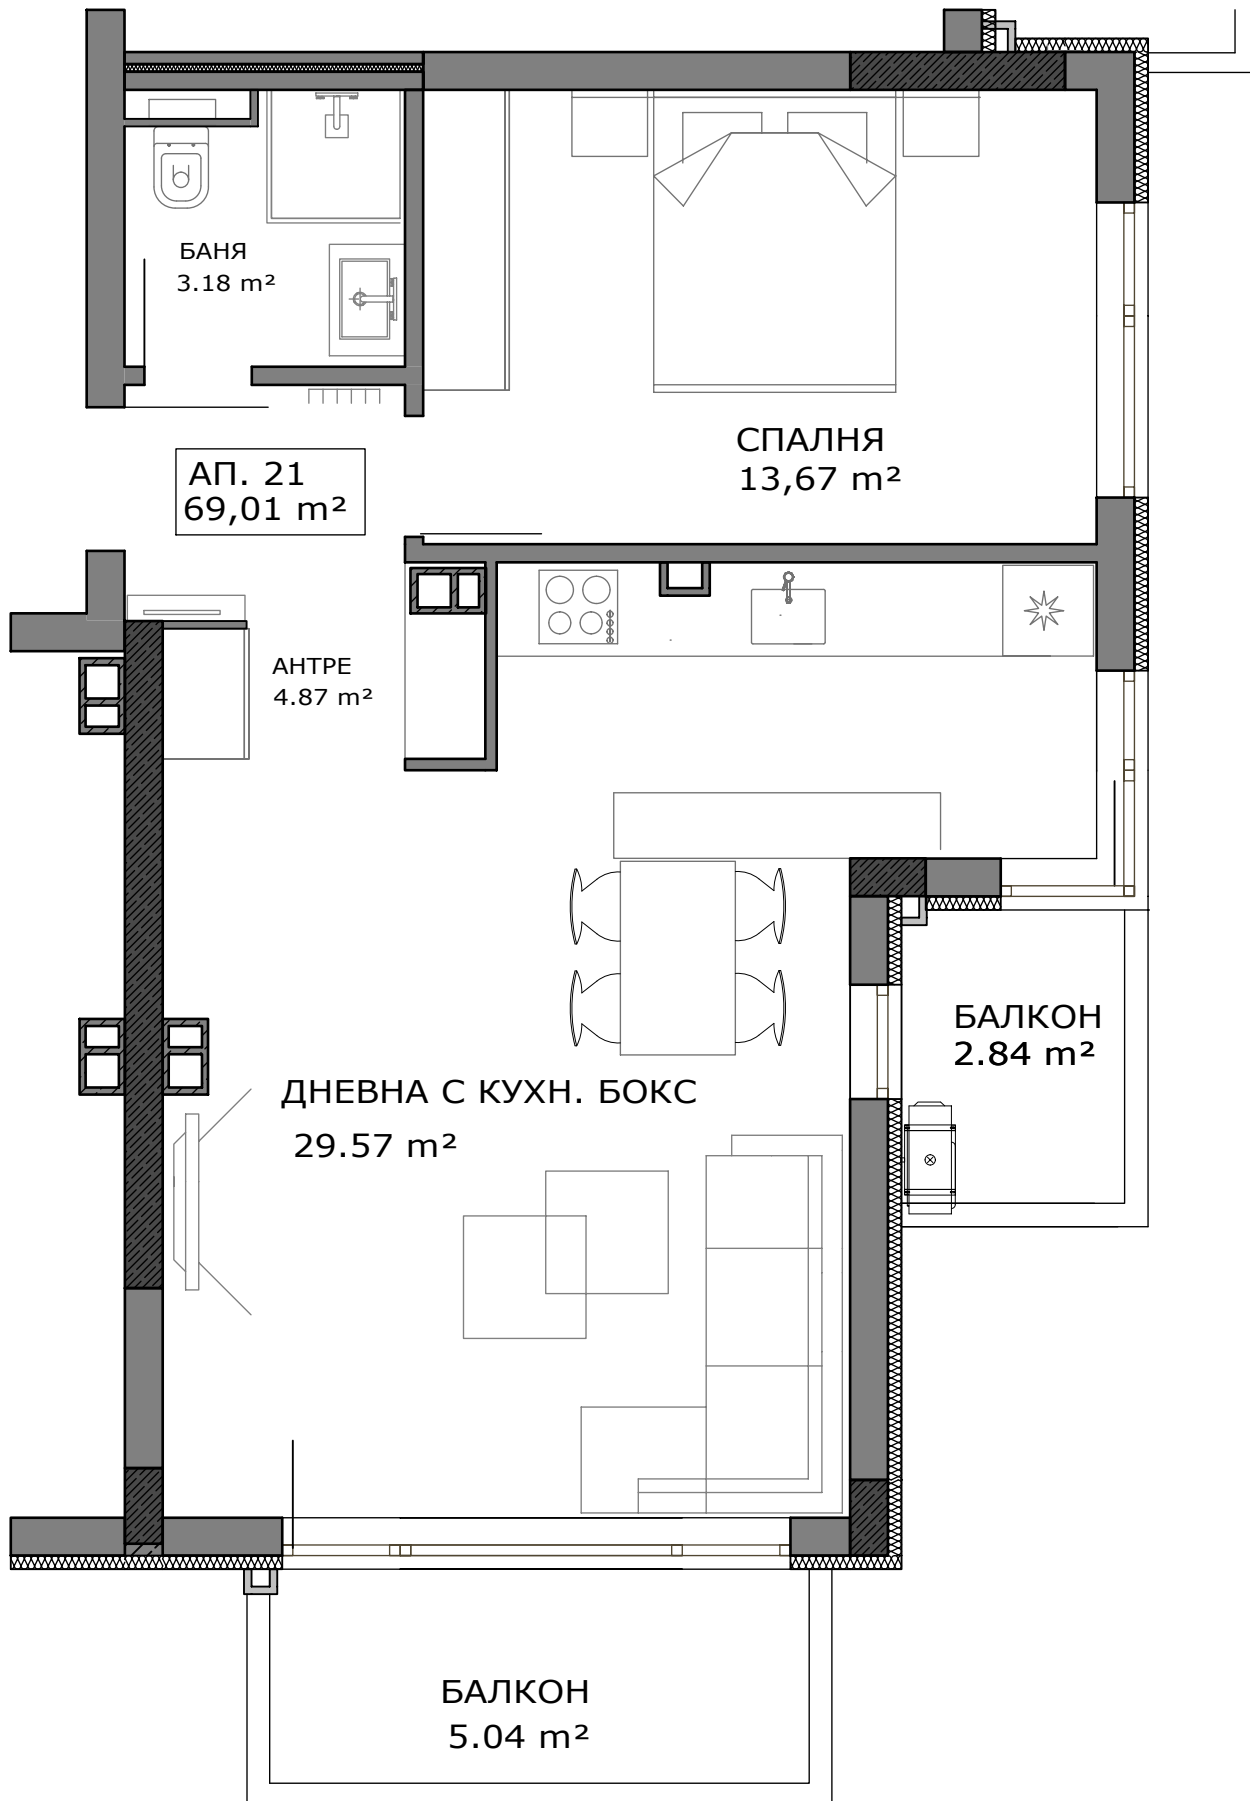 БАНЯ
3.18 m²
СПАЛНЯ
13,67 m²
АП. 21
69,01 m²
АНТРЕ
4.87 m²
БАЛКОН
2.84 m²
ДНЕВНА С КУХН. БОКС
29.57 m²
БАЛКОН
5.04 m²